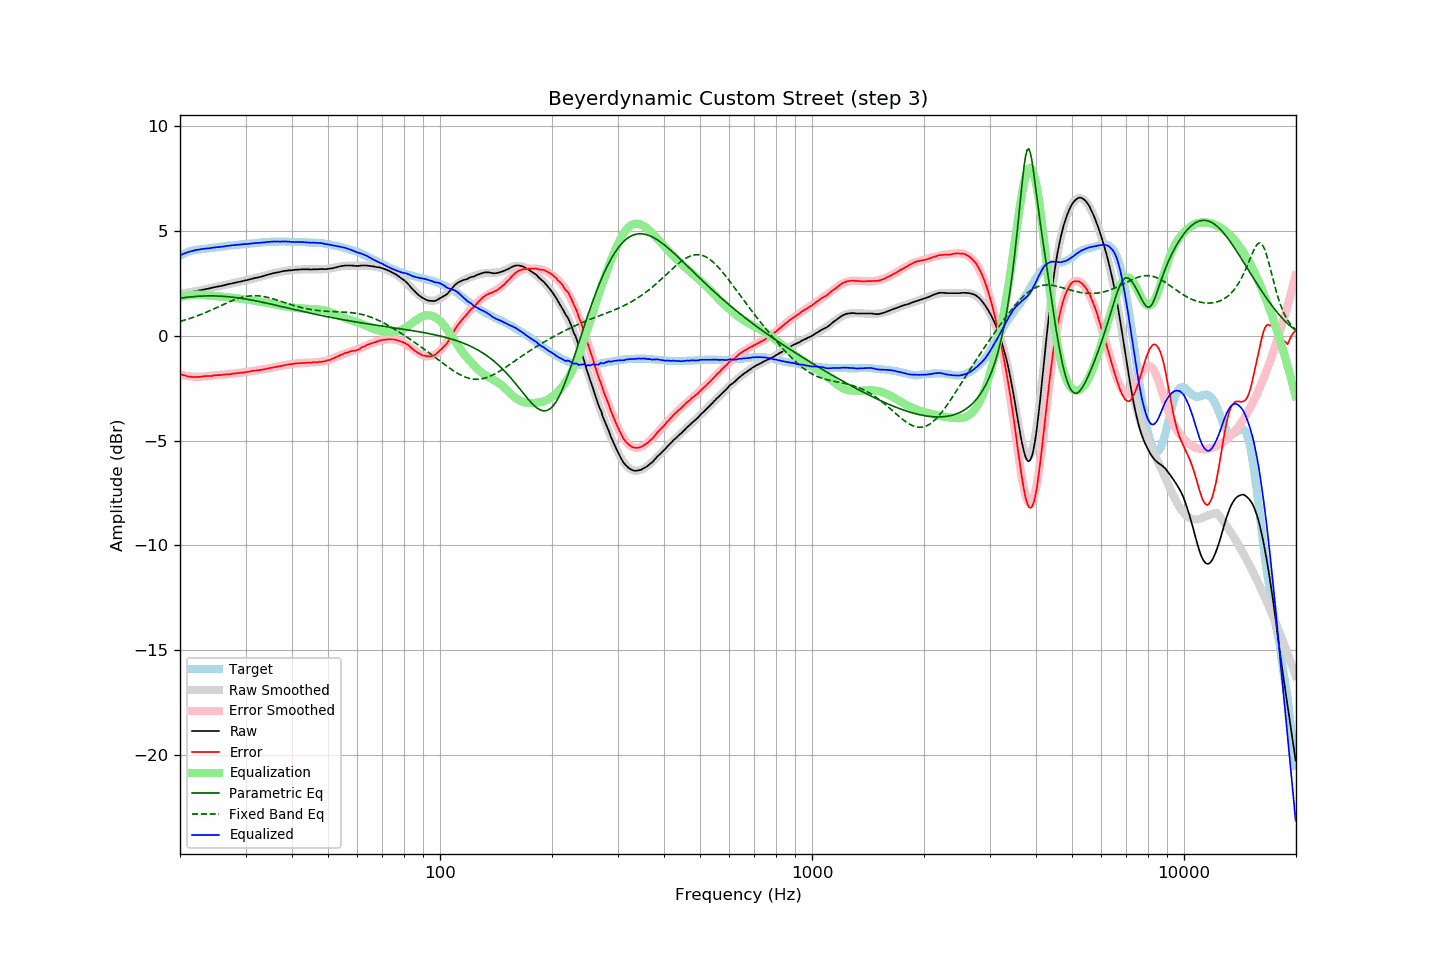 Beyerdynamic Custom Street (step 3)
10
5
0
−5
−10
−15
−20
Amplitude (dBr)
100
1000
10000
Frequency (Hz)
Target
Raw Smoothed
Error Smoothed
Raw
Error
Equalization
Parametric Eq
Fixed Band Eq
Equalized